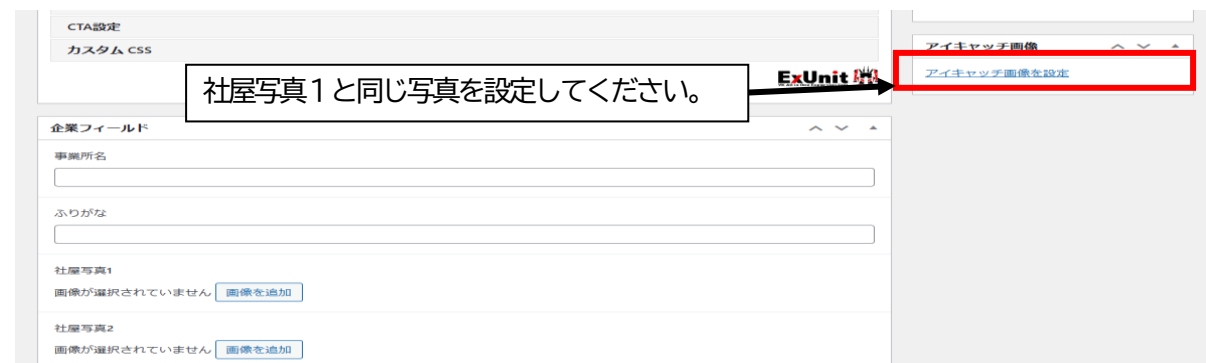 CTA設定
カスタム CSS
ExUnit
社屋写真1と同じ写真を設定してください。
アイキャッチ画像
アイキャッチ画像を設定
企業フィールド
事業所名
ふりがな
社屋写真1
画像が選択されていません 画像を追加
社屋写真2
画像が選択されていません 画像を追加